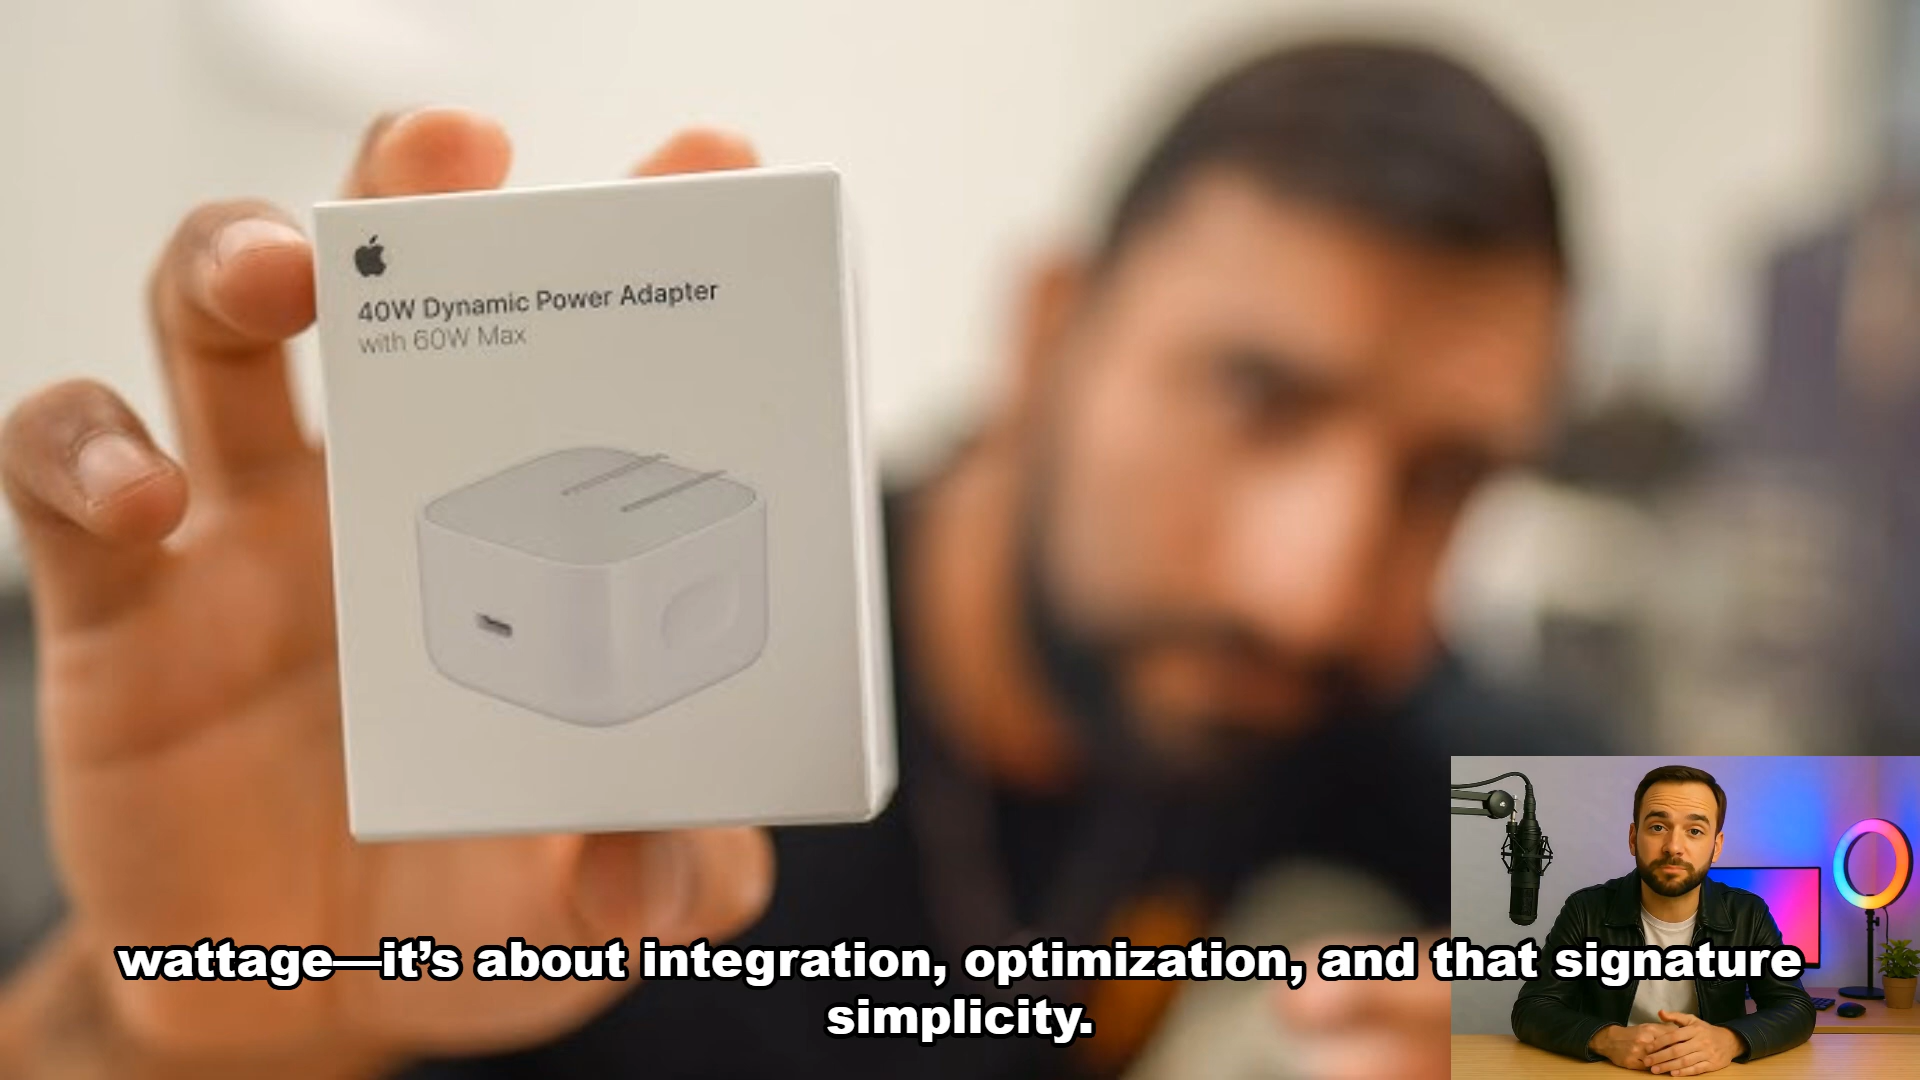 40W Dynamic Power Adapter
with 60W Max
wattage—it’s about integration, optimization, and that signature
simplicity.